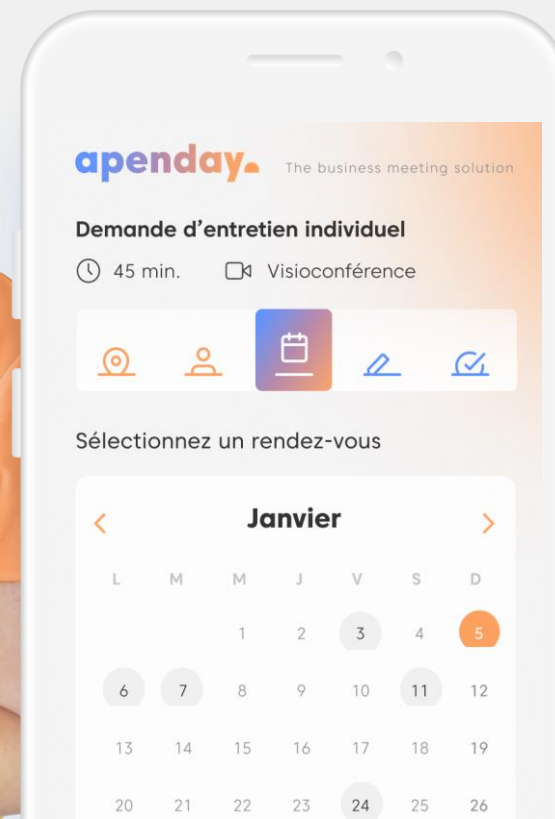 apenday. The business meeting solution
Demande d’entretien individuel
45 min. Visioconférence
Sélectionnez un rendez-vous
< Janvier >
L M M J V S D
1 2 3 4 5
6 7 8 9 10 11 12
13 14 15 16 17 18 19
20 21 22 23 24 25 26